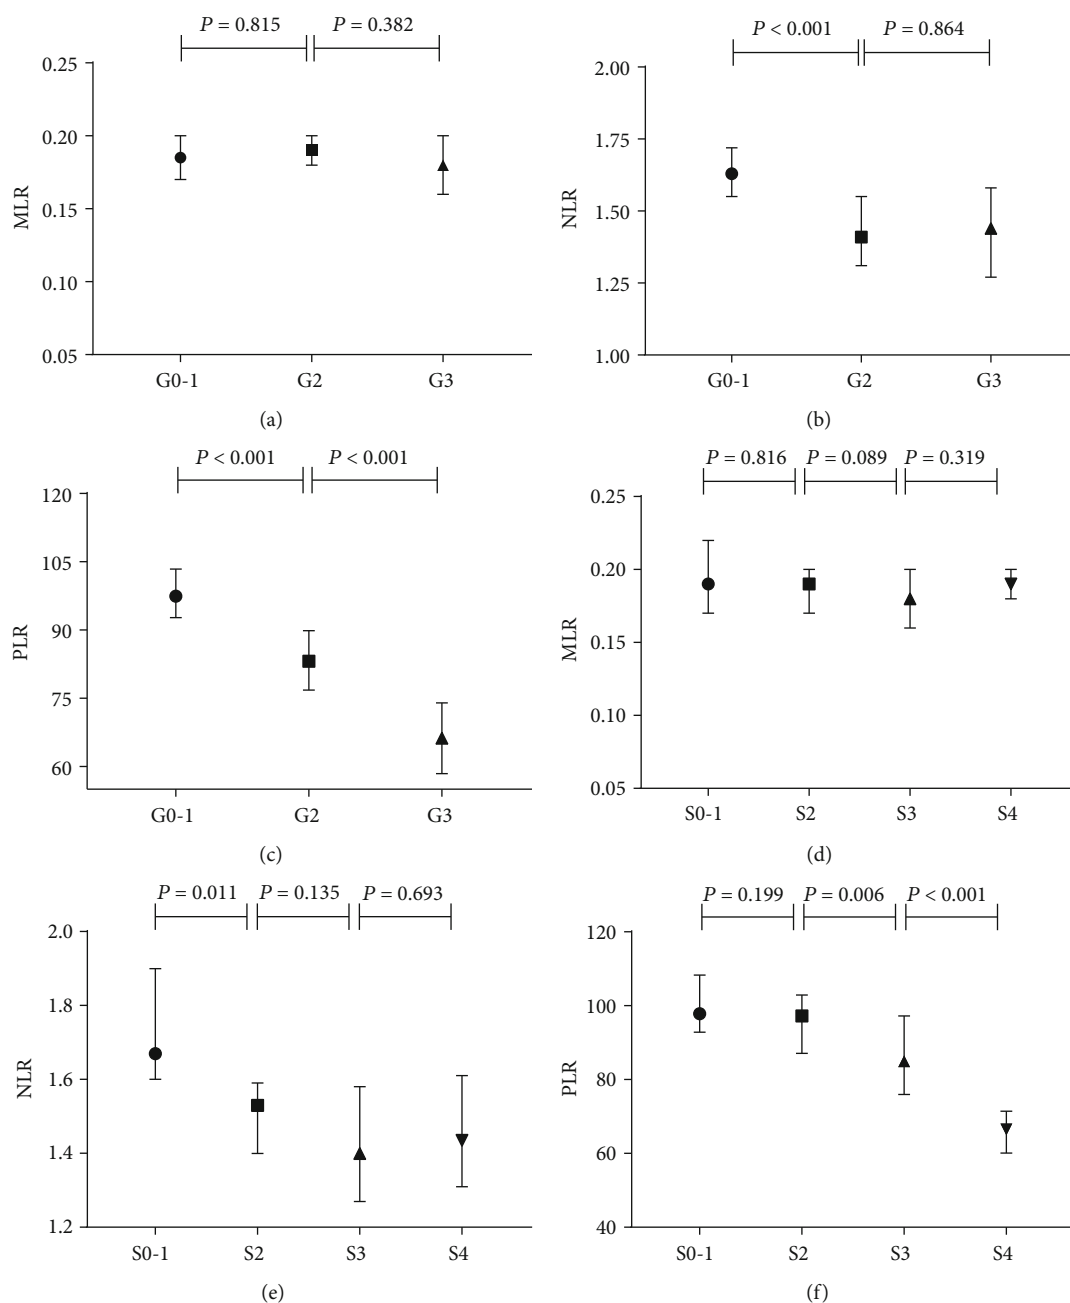 P = 0.815 P = 0.382
0.25
0.20
0.15
0.10
0.05
MLR
G0-1 G2 G3
(a)
P < 0.001 P = 0.864
2.00
1.75
1.50
1.25
1.00
NLR
G0-1 G2 G3
(b)
P < 0.001 P < 0.001
120
105
90
75
60
PLR
G0-1 G2 G3
(c)
P = 0.816 P = 0.089 P = 0.319
0.25
0.20
0.15
0.10
0.05
MLR
S0-1 S2 S3 S4
(d)
P = 0.011 P = 0.135 P = 0.693
2.0
1.8
1.6
1.4
1.2
NLR
S0-1 S2 S3 S4
(e)
P = 0.199 P = 0.006 P < 0.001
120
100
80
60
40
PLR
S0-1 S2 S3 S4
(f)